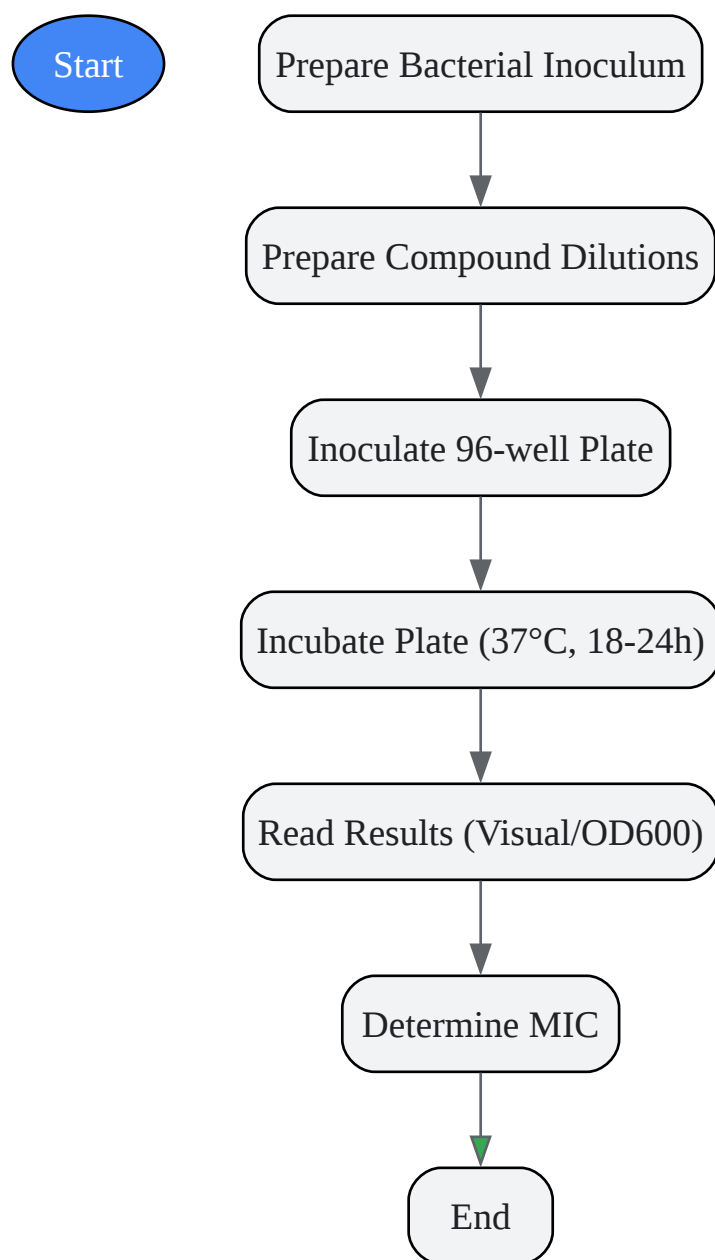 Start
Prepare Bacterial Inoculum
Prepare Compound Dilutions
Inoculate 96-well Plate
Incubate Plate (37°C, 18-24h)
Read Results (Visual/OD600)
Determine MIC
End